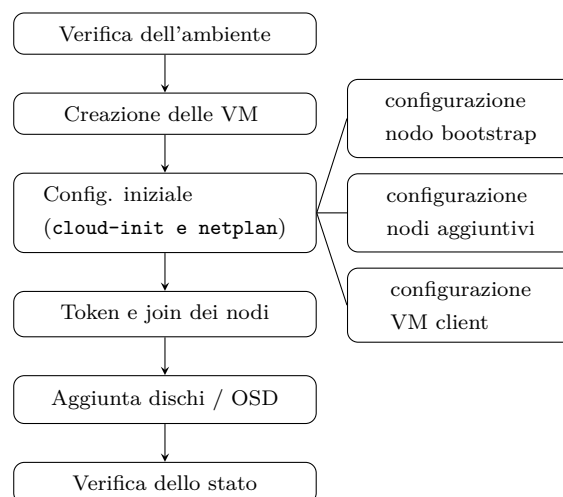 Verifica dell'ambiente
Creazione delle VM
Config. iniziale
(cloud-init e netplan)
Token e join dei nodi
Aggiunta dischi / OSD
Verifica dello stato
configurazione
nodo bootstrap
configurazione
nodi aggiuntivi
configurazione
VM client